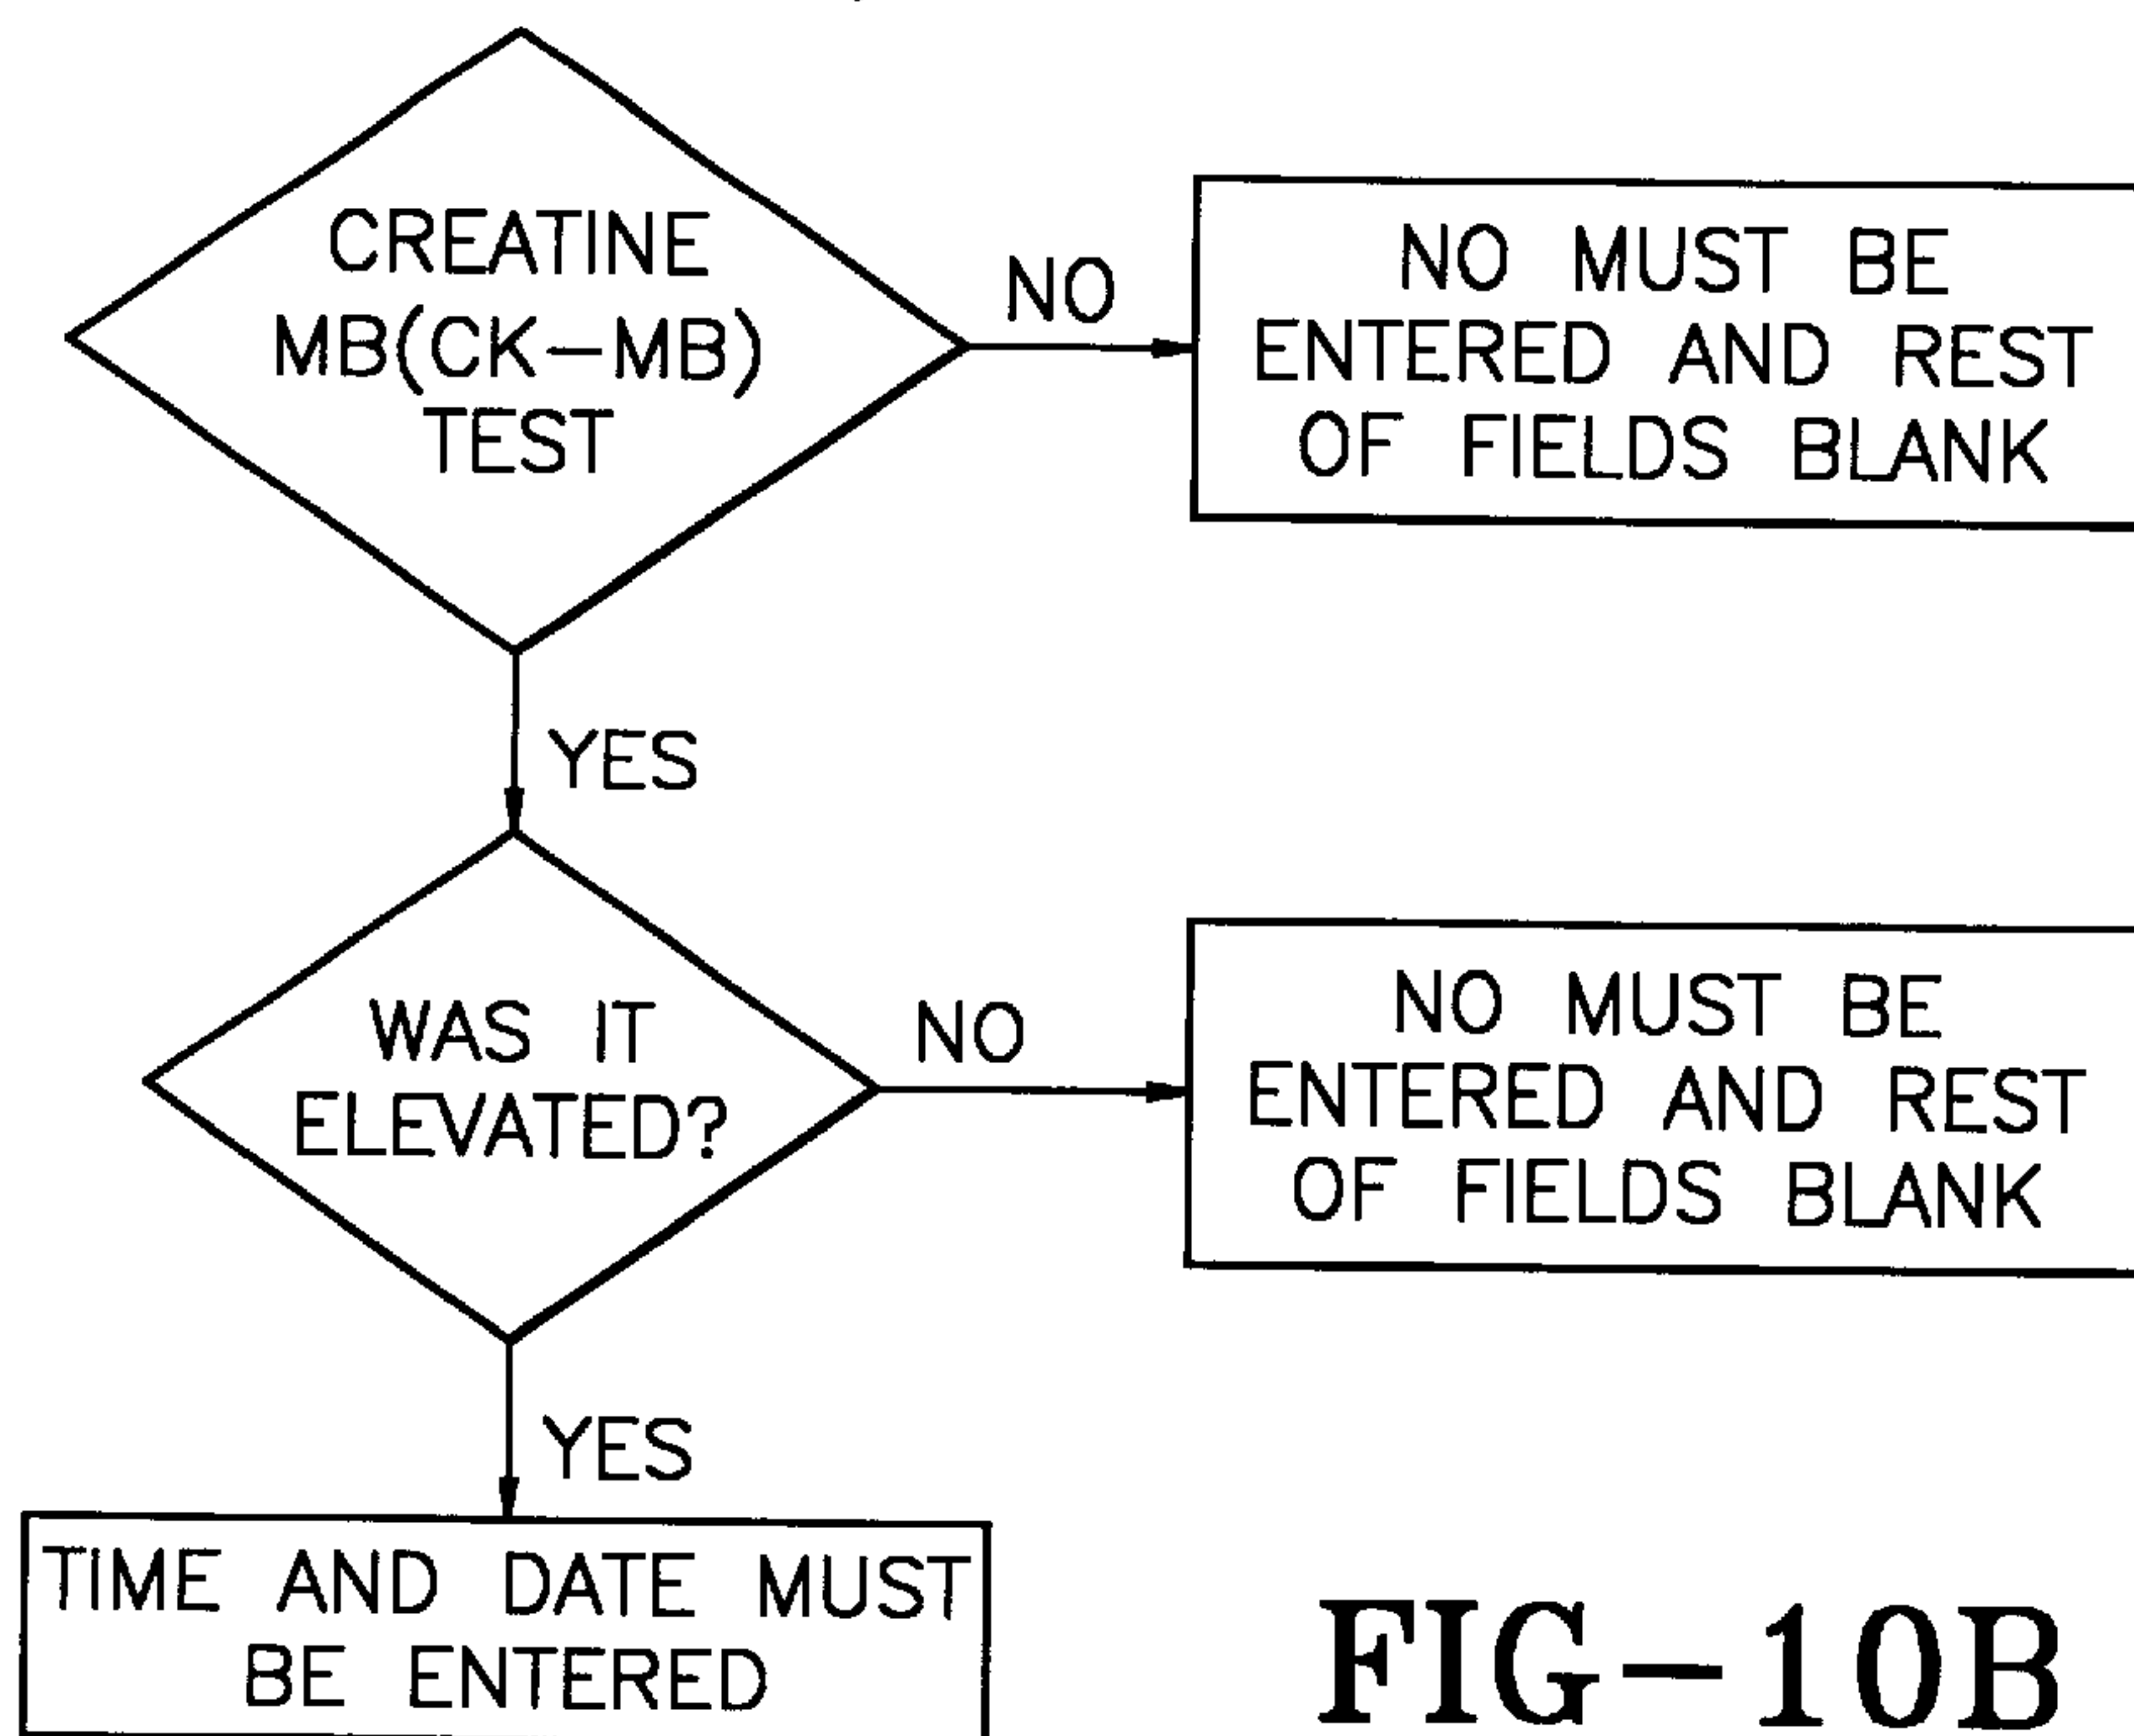 CREATINE
MB(CK-MB)
TEST
NO
NO MUST BE
ENTERED AND REST
OF FIELDS BLANK
YES
WAS IT
ELEVATED?
NO
NO MUST BE
ENTERED AND REST
OF FIELDS BLANK
YES
TIME AND DATE MUST
BE ENTERED
FIG-10B